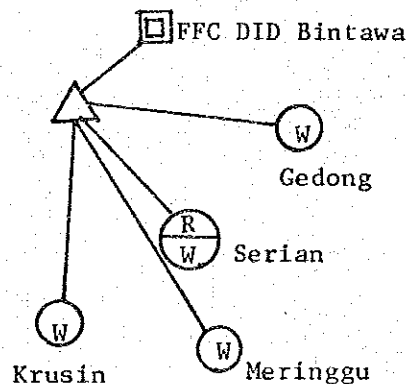 FFC DID Bintawa
W
Gedong
R
W
Serian
W
Krusin
W
Meringgu